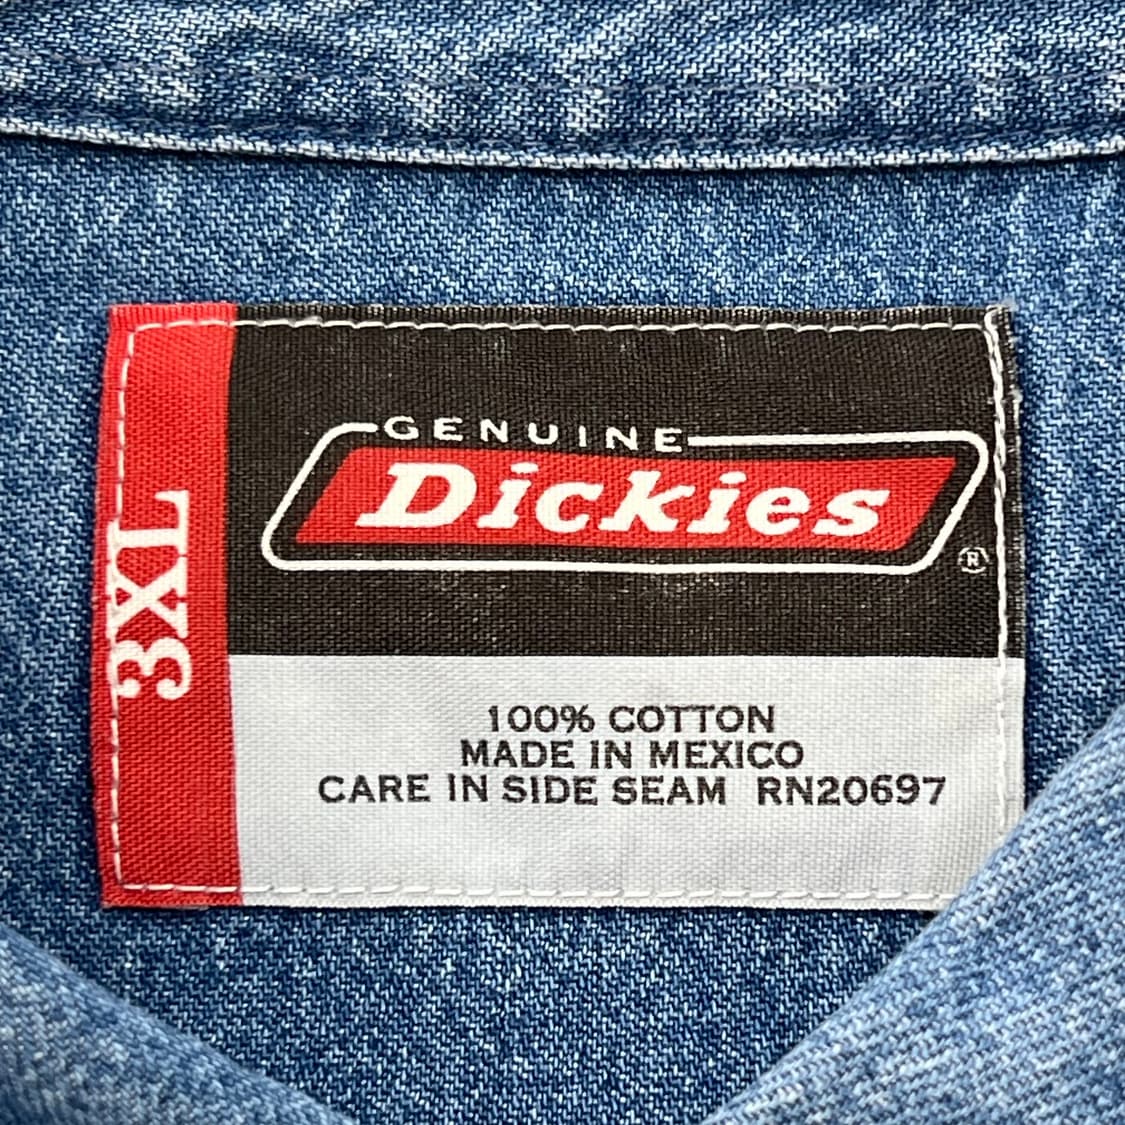 3XL
GENUINE
Dickies
®
100% COTTON
MADE IN MEXICO
CARE IN SIDE SEAM RN20697